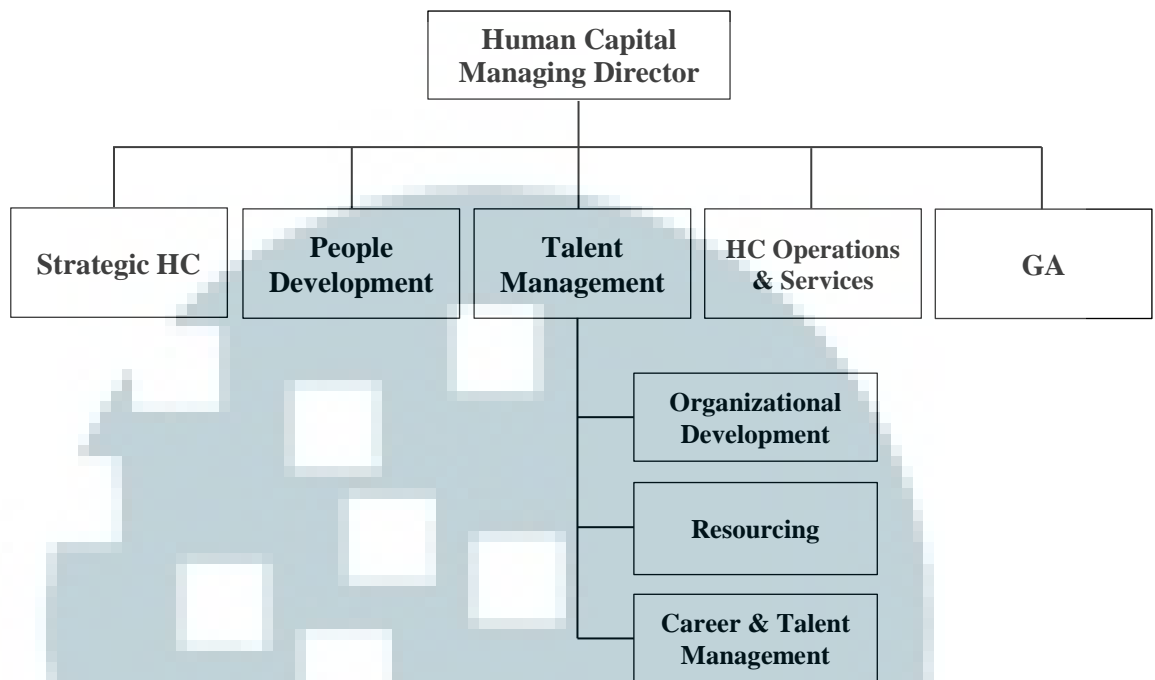 Human Capital
Managing Director
Strategic HC
People
Development
Talent
Management
HC Operations
& Services
GA
Organizational
Development
Resourcing
Career & Talent
Management